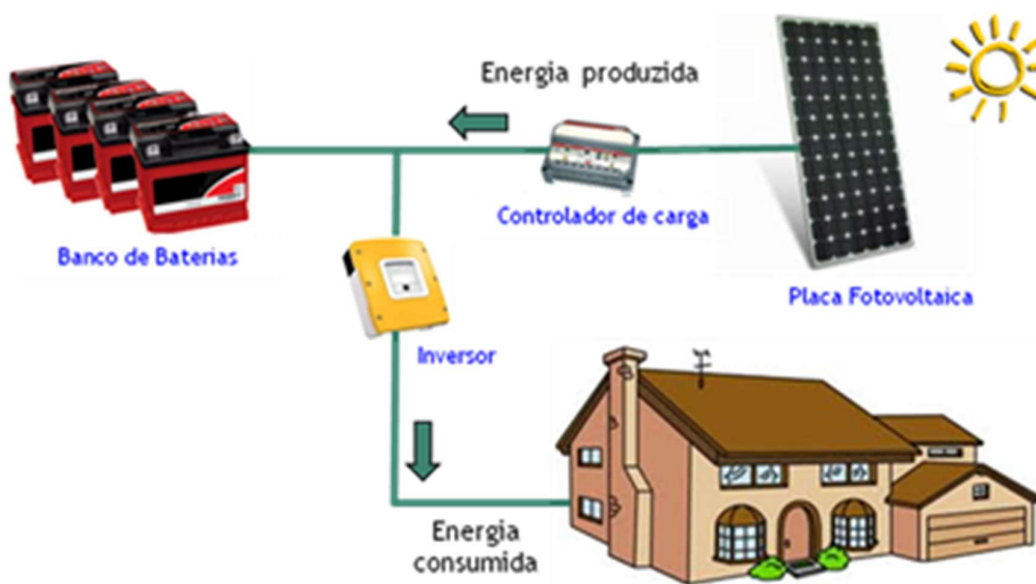 Energia produzida
Controlador de carga
Banco de Baterias
Placa Fotovoltaica
Inversor
Energia
consumida